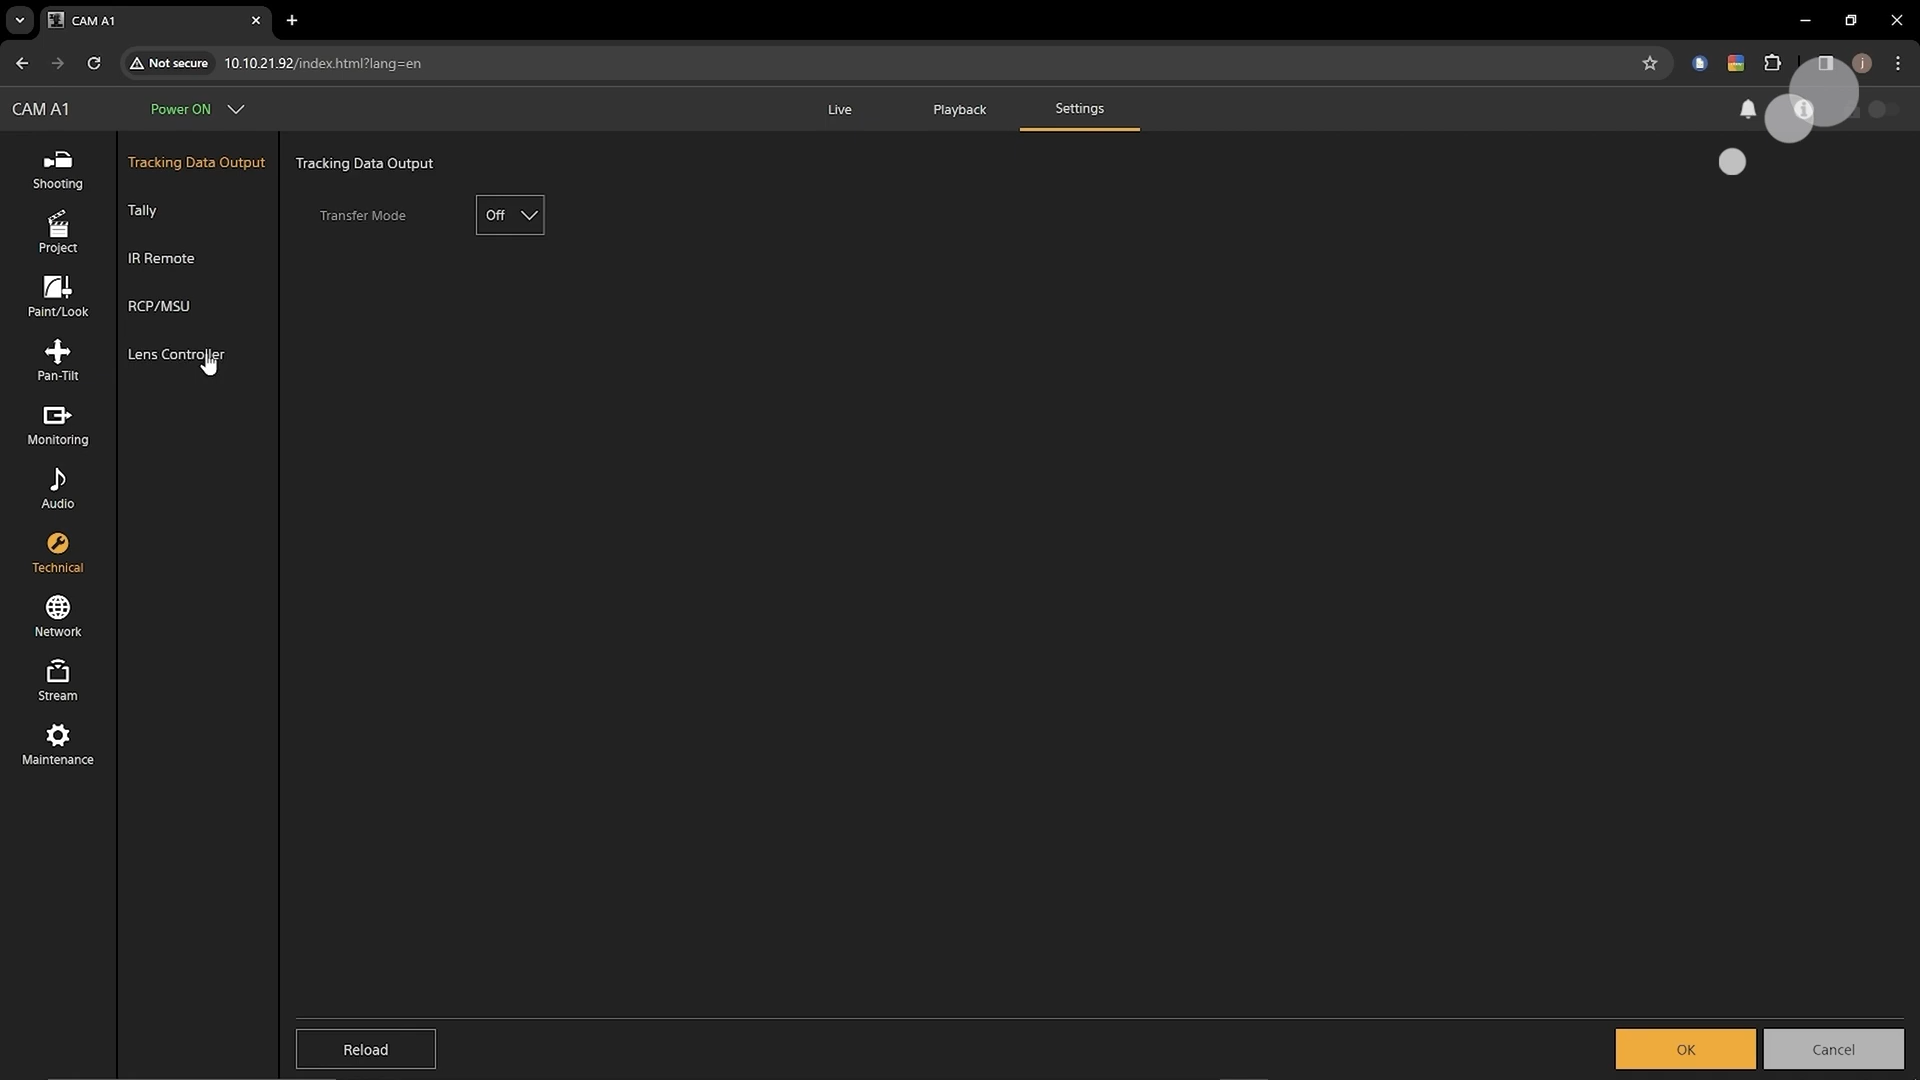 CAM A1
Not secure
10.10.21.92/index.html?lang=en
j
CAM A1
Power ON
Live
Playback
Settings
Shooting
Project
Paint/Look
Pan-Tilt
Monitoring
Audio
Technical
Network
Stream
Maintenance
Tracking Data Output
Tally
IR Remote
RCP/MSU
Lens Controller
Tracking Data Output
Transfer Mode
Off
Reload
OK
Cancel